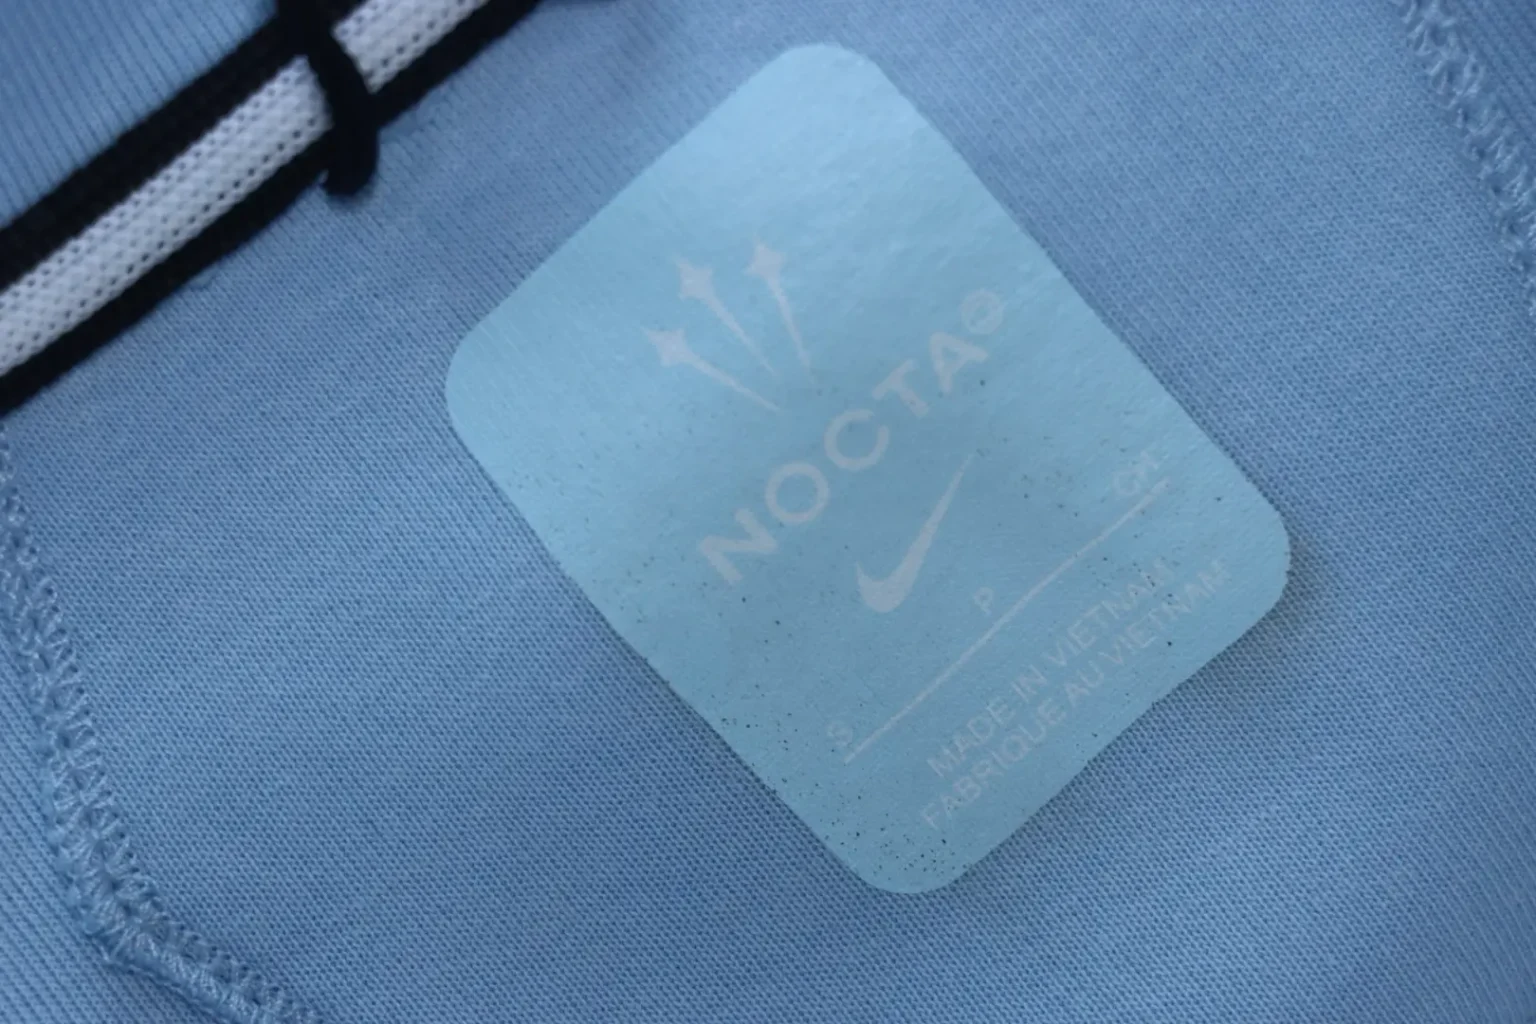 NOCTA®
S P CH
MADE IN VIETNAM
FABRIQUE AU VIETNAM